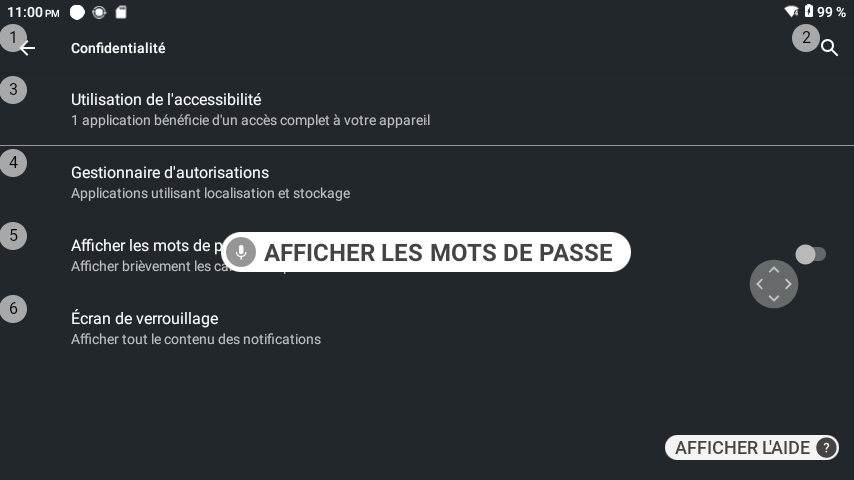 11:00 PM 99 %
1 Confidentialité 2
3 Utilisation de l'accessibilité
1 application bénéficie d'un accès complet à votre appareil
4 Gestionnaire d'autorisations
Applications utilisant localisation et stockage
5 Afficher les mots de p
AFFICHER LES MOTS DE PASSE
Afficher brièvement les
6 Écran de verrouillage
Afficher tout le contenu des notifications
AFFICHER L'AIDE ?